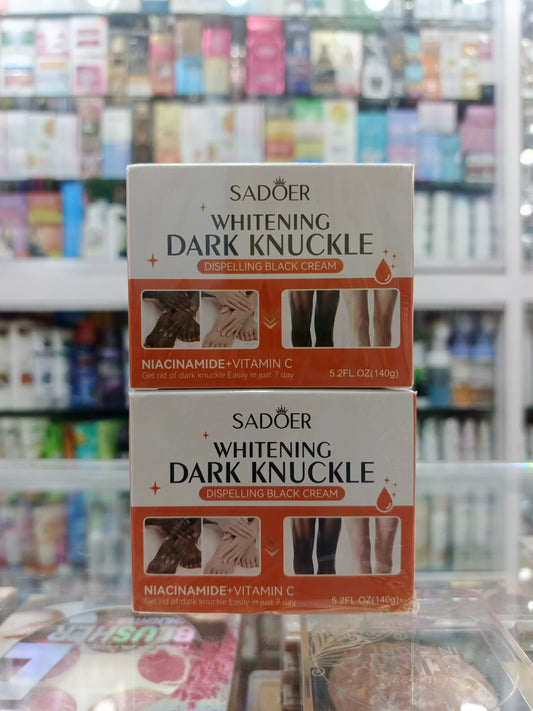 SADOER
WHITENING
DARK KNUCKLE
DISPELLING BLACK CREAM
NIACINAMIDE+VITAMIN C
Get rid of dark knuckle Easily in just 7 day
5.2FL.OZ(140g)
SADOER
WHITENING
DARK KNUCKLE
DISPELLING BLACK CREAM
NIACINAMIDE+VITAMIN C
Get rid of dark knuckle Easily in just 7 day
5.2FL.OZ(140g)
BLUSHER